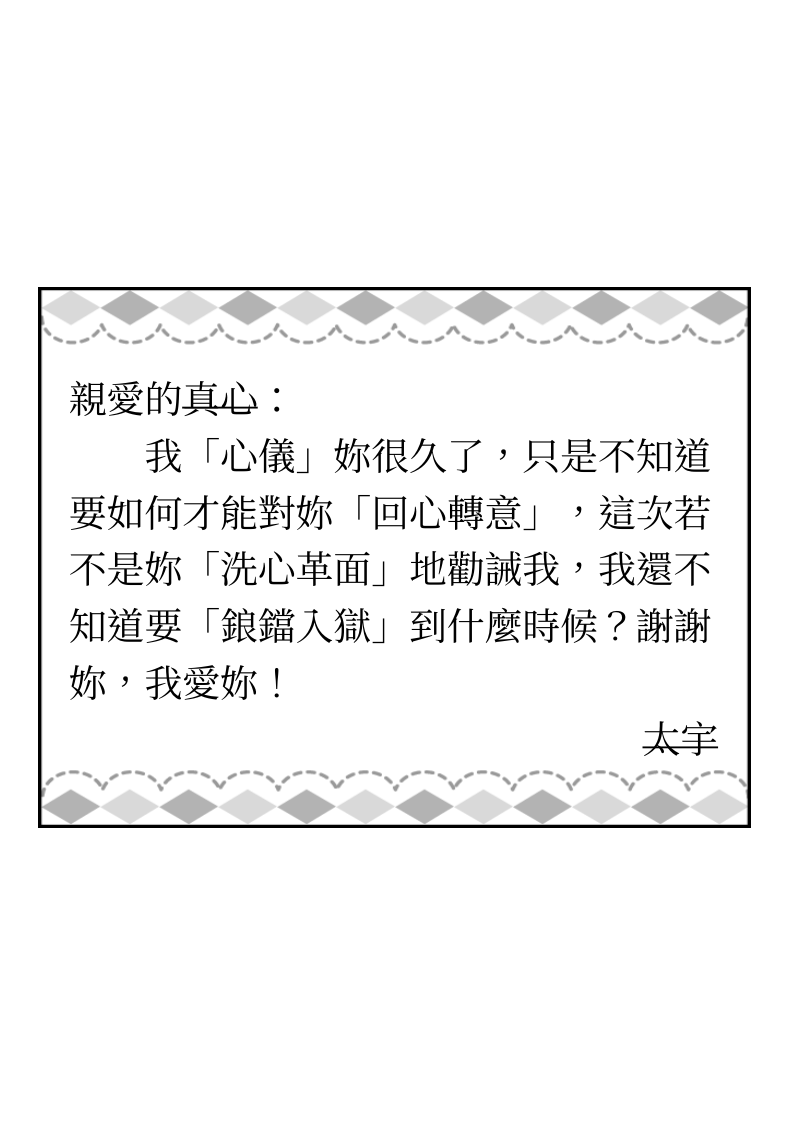 親愛的真心：
　　我「心儀」妳很久了，只是不知道
要如何才能對妳「回心轉意」，這次若
不是妳「洗心革面」地勸誡我，我還不
知道要「鋃鐺入獄」到什麼時候？謝謝
妳，我愛妳！
太宇